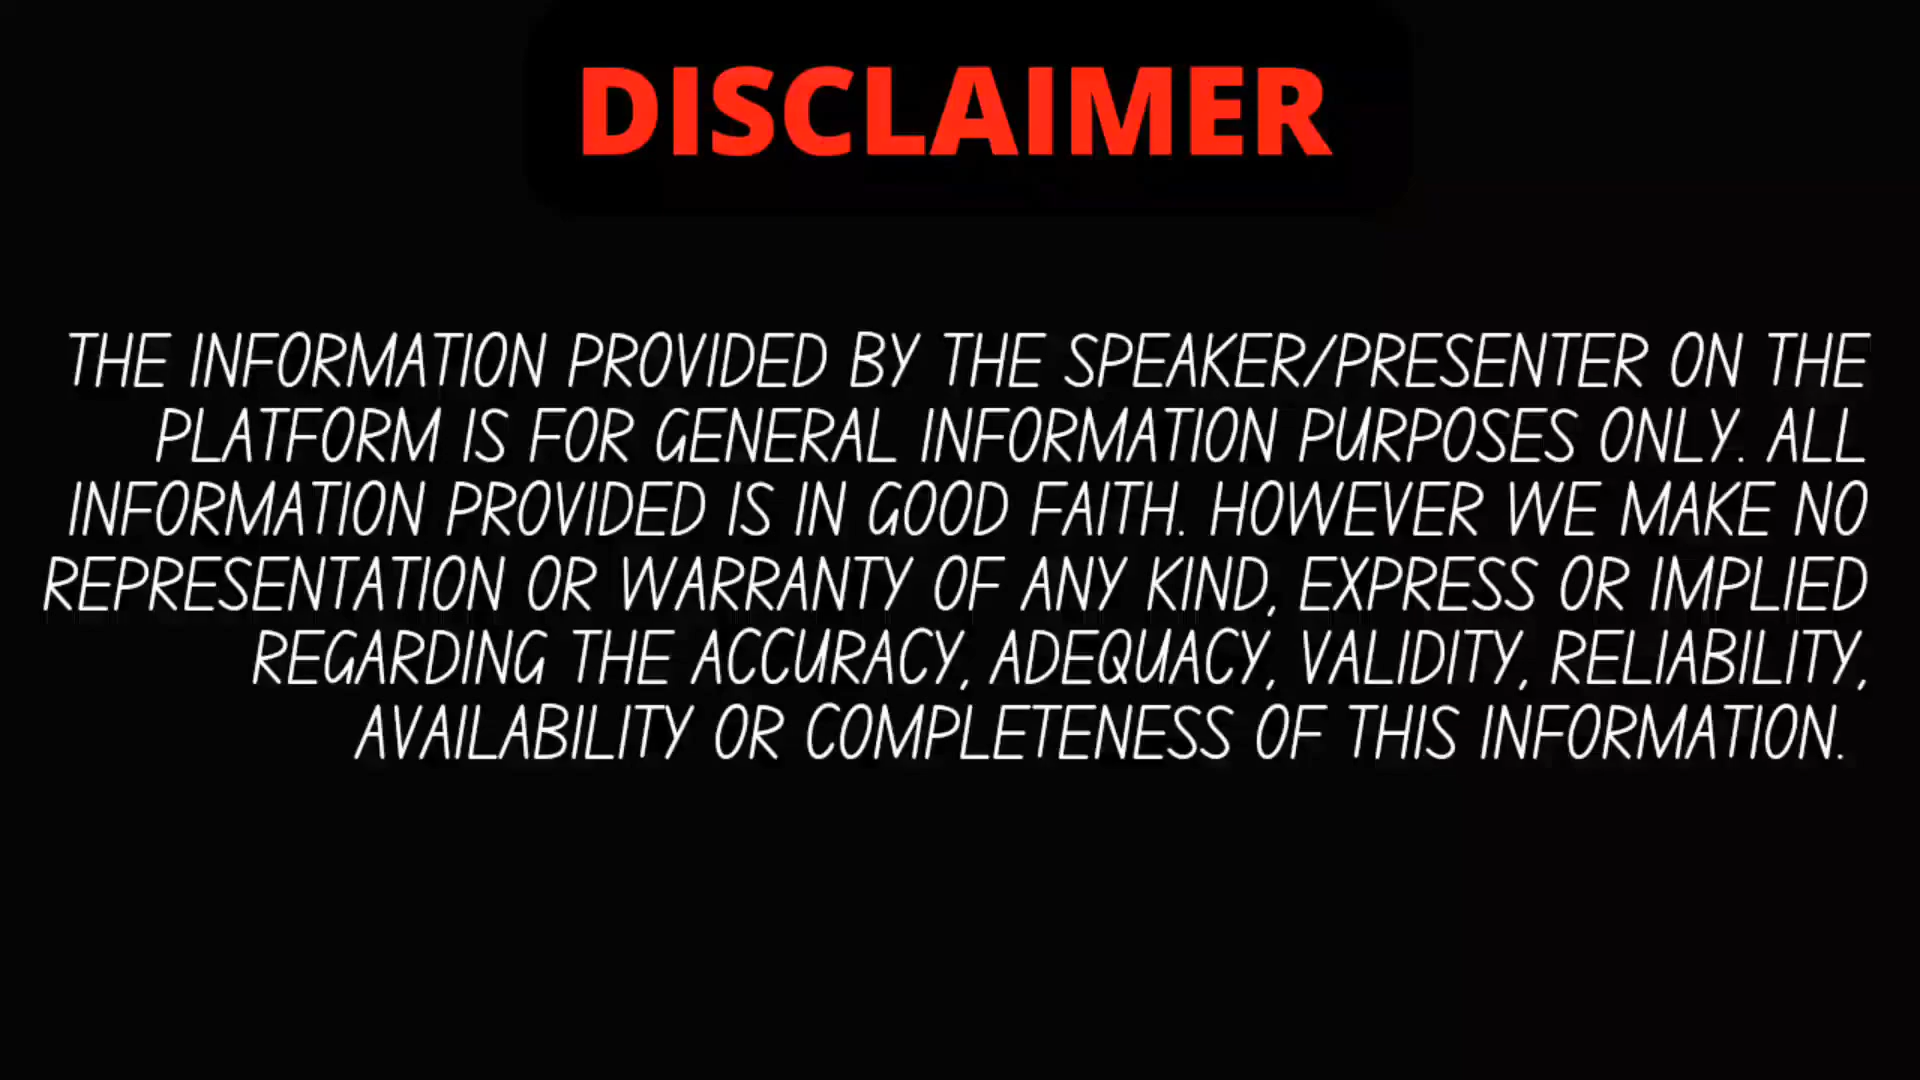 DISCLAIMER
THE INFORMATION PROVIDED BY THE SPEAKER/PRESENTER ON THE
PLATFORM IS FOR GENERAL INFORMATION PURPOSES ONLY. ALL
INFORMATION PROVIDED IS IN GOOD FAITH. HOWEVER WE MAKE NO
REPRESENTATION OR WARRANTY OF ANY KIND, EXPRESS OR IMPLIED
REGARDING THE ACCURACY, ADEQUACY, VALIDITY, RELIABILITY,
AVAILABILITY OR COMPLETENESS OF THIS INFORMATION.